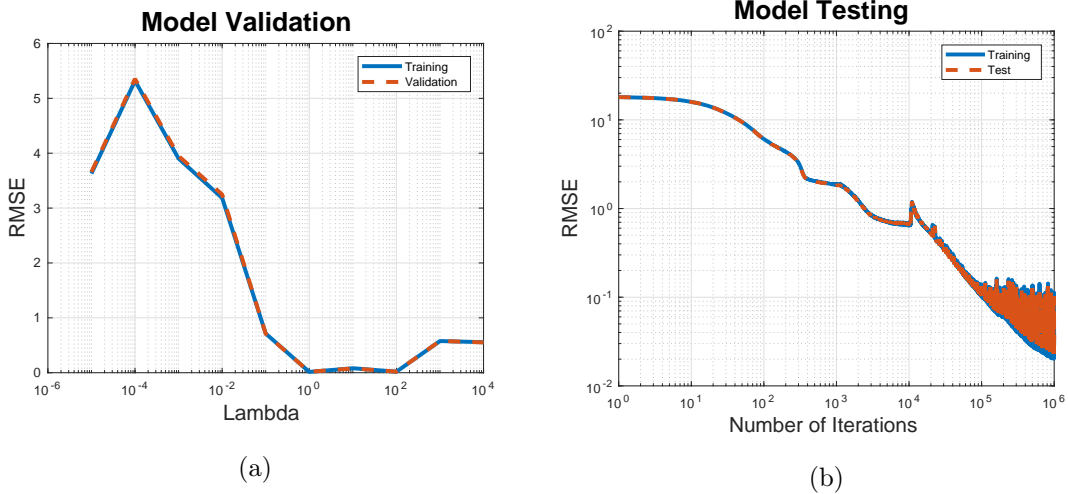 Model Validation
6
5
4
3
2
1
0
RMSE
10^-6
10^-4
10^-2
10^0
10^2
10^4
Lambda
Training
Validation
(a)
Model Testing
10^2
10^1
10^0
10^-1
10^-2
RMSE
10^0
10^1
10^2
10^3
10^4
10^5
10^6
Number of Iterations
Training
Test
(b)